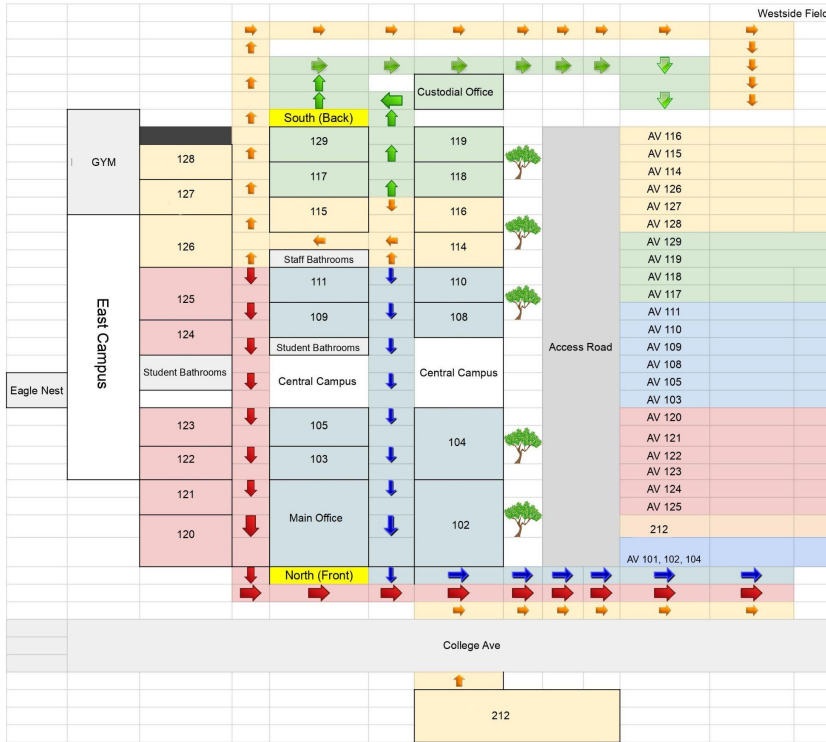 Westside Field
Custodial Office
South (Back)
GYM
128
129
119
AV 116
AV 115
127
117
118
AV 114
AV 126
115
116
AV 127
AV 128
126
114
AV 129
Staff Bathrooms
AV 119
125
111
110
AV 118
AV 117
109
108
AV 111
124
AV 110
East Campus
Student Bathrooms
Access Road
AV 109
Student Bathrooms
Central Campus
Central Campus
AV 108
Eagle Nest
AV 105
AV 103
123
105
104
AV 120
AV 121
122
103
AV 122
AV 123
121
AV 124
AV 125
120
Main Office
102
212
AV 101, 102, 104
North (Front)
College Ave
212